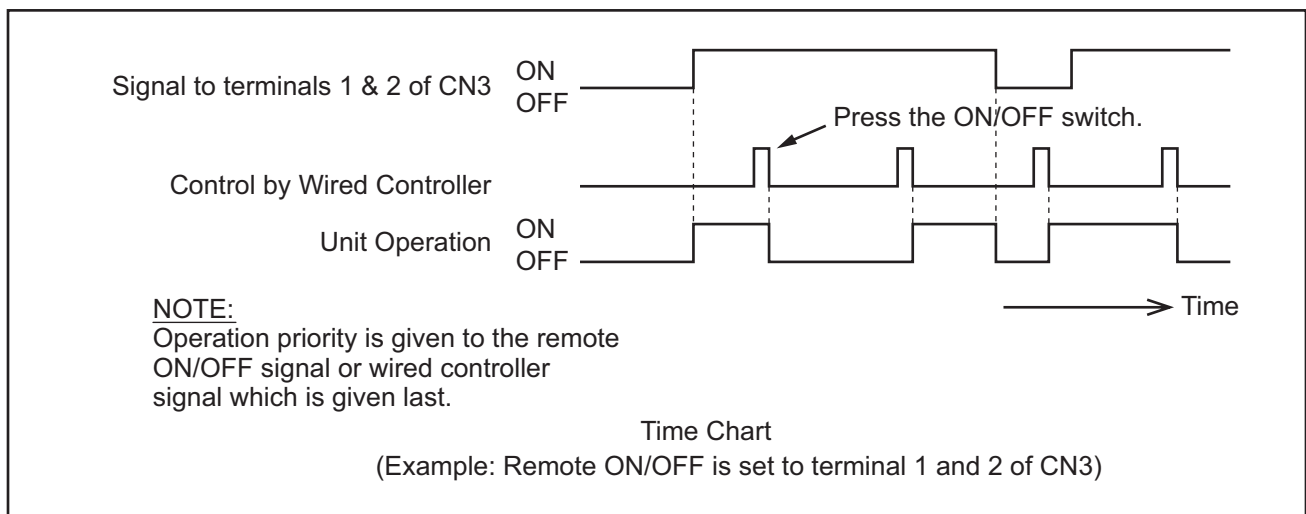 Signal to terminals 1 & 2 of CN3
ON
OFF
Press the ON/OFF switch.
Control by Wired Controller
Unit Operation
ON
OFF
Time
NOTE:
Operation priority is given to the remote
ON/OFF signal or wired controller
signal which is given last.
Time Chart
(Example: Remote ON/OFF is set to terminal 1 and 2 of CN3)